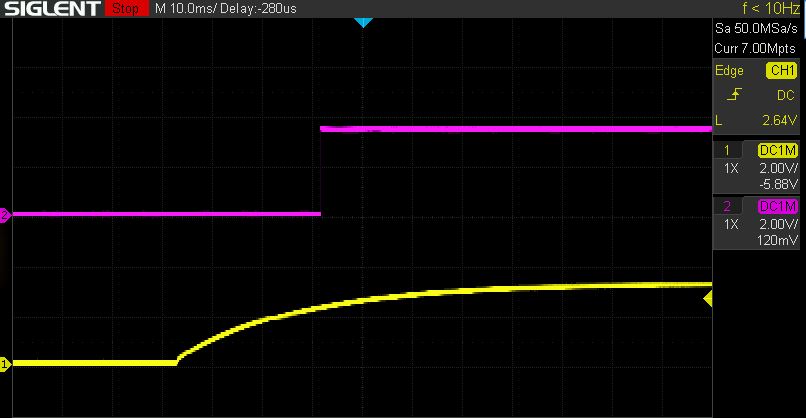 SIGLENT Stop M 10.0ms/ Delay:-280us f < 10Hz
Sa 50.0MSa/s
Curr 7.00Mpts
Edge CH1
DC
L 2.64V
1 DC1M
1X 2.00V/
-5.88V
2 DC1M
1X 2.00V/
120mV
2
1